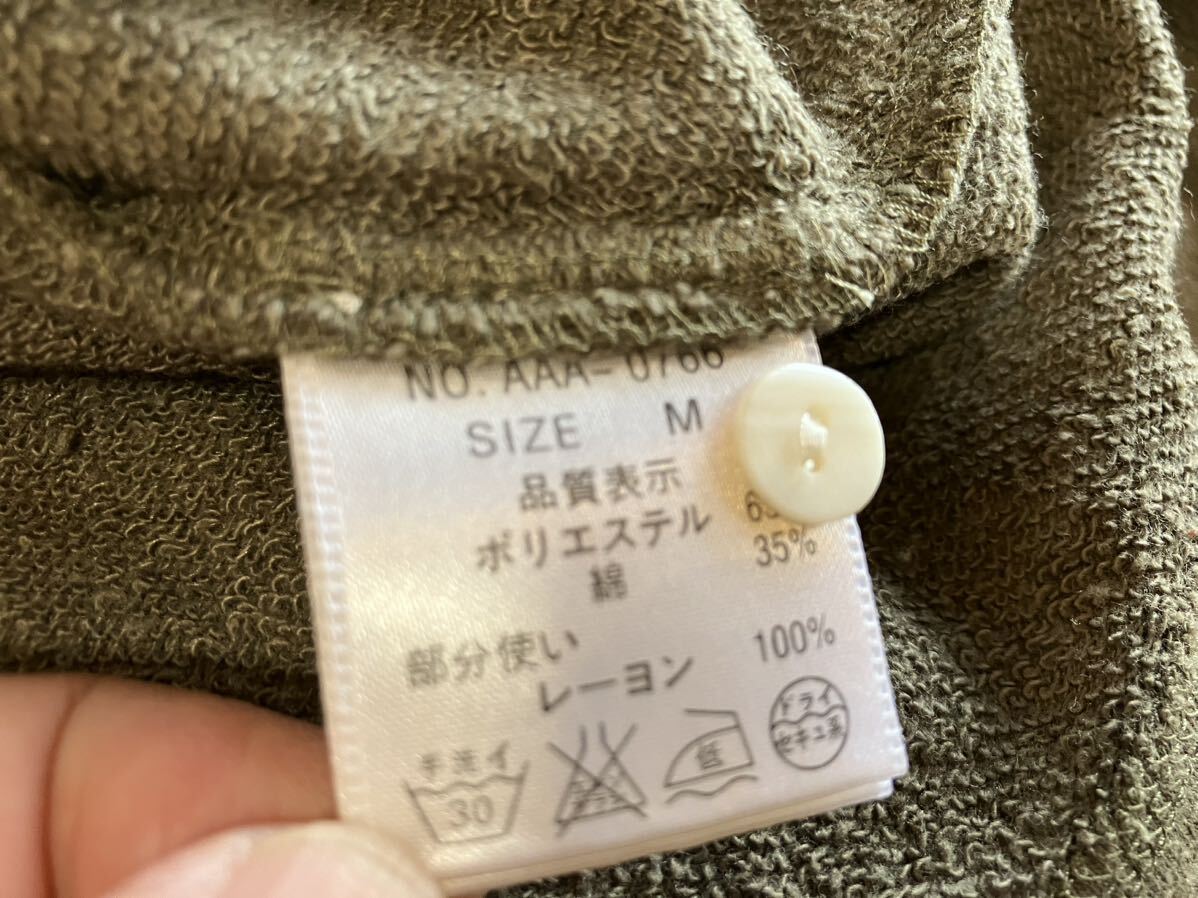 NO. AAA-0766
SIZE M
品質表示
ポリエステル
綿 35%
部分使い
レーヨン 100%
手洗イ
30
低
ドライ
セキユ系